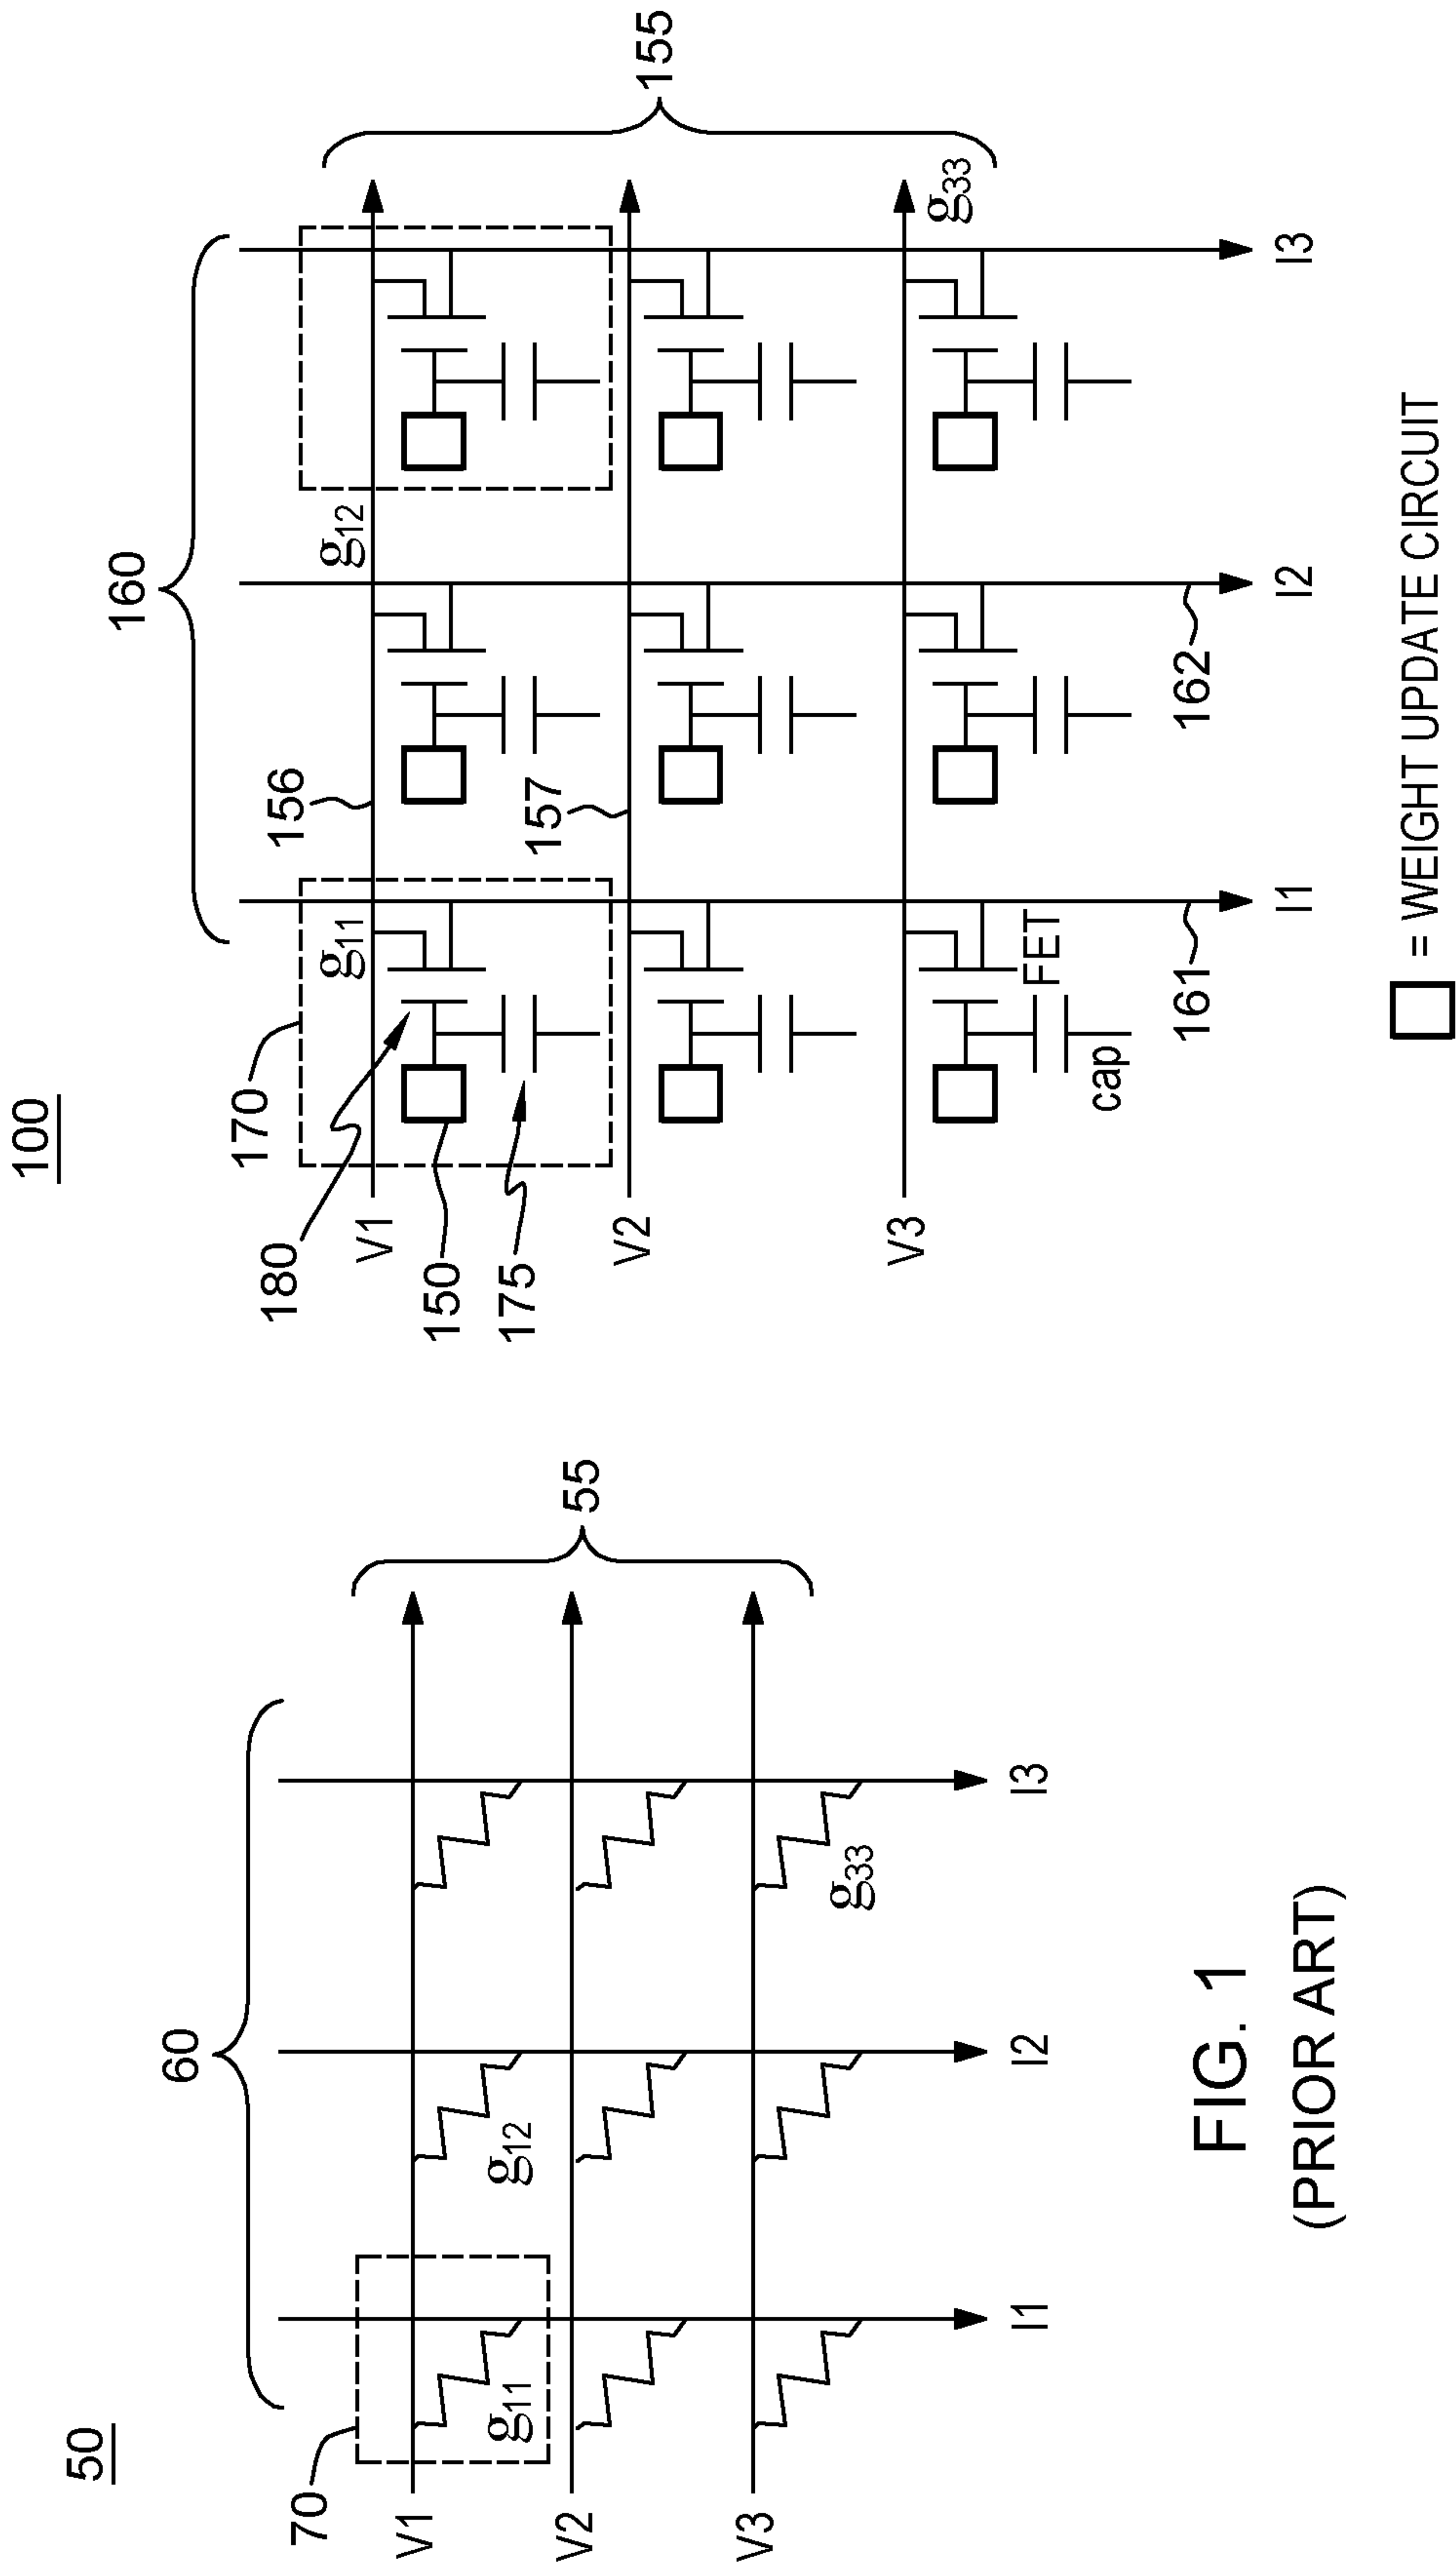 50
60
55
70
V1
V2
V3
g11
g12
g33
I1
I2
I3
FIG. 1
(PRIOR ART)
100
160
155
170
180
150
175
156
157
V1
V2
V3
g11
g12
g33
FET
cap
161
162
I1
I2
I3
= WEIGHT UPDATE CIRCUIT